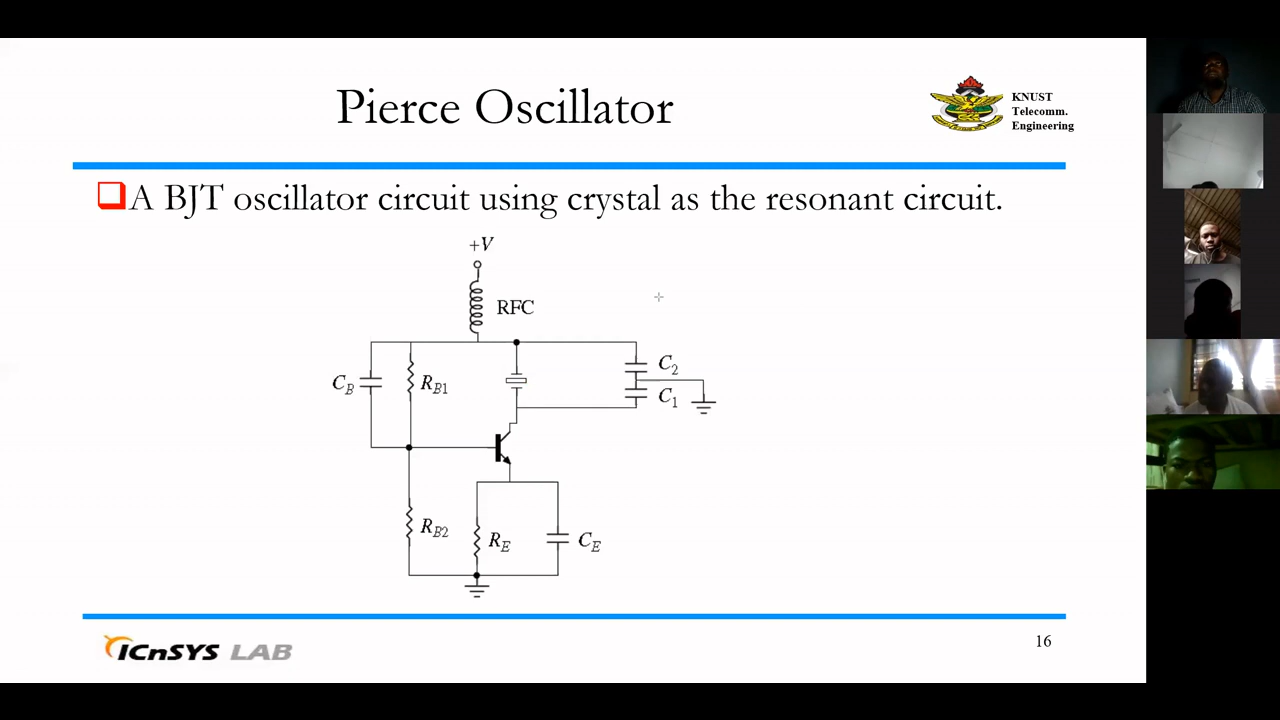 Pierce Oscillator
KNUST
Telecomm.
Engineering
A BJT oscillator circuit using crystal as the resonant circuit.
+V
RFC
C2
CB
RB1
C1
RB2
RE
CE
iCnSYS LAB
16